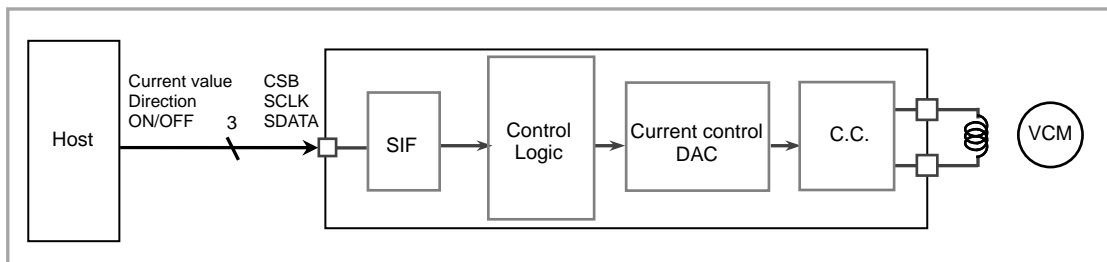 Host
Current value
Direction
ON/OFF
3
CSB
SCLK
SDATA
SIF
Control
Logic
Current control
DAC
C.C.
VCM